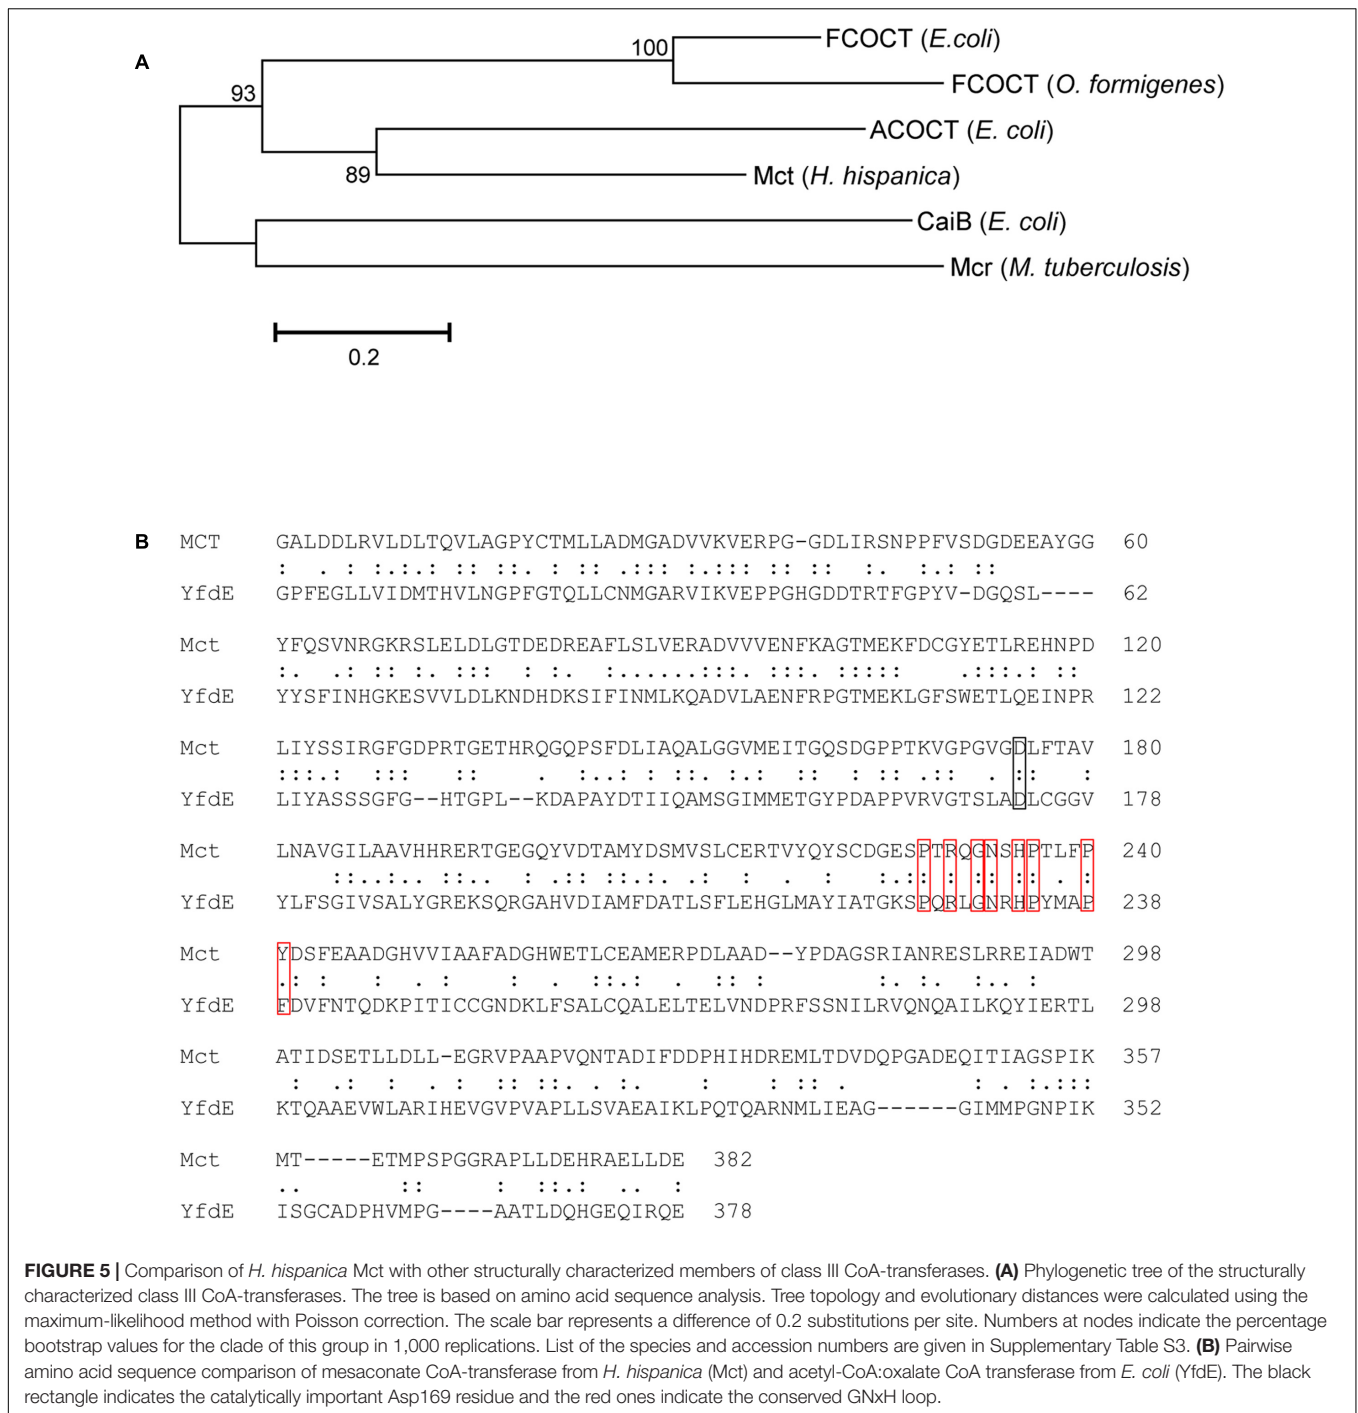 A
100
FCOCT (E.coli)
FCOCT (O. formigenes)
93
ACOCT (E. coli)
89
Mct (H. hispanica)
CaiB (E. coli)
Mcr (M. tuberculosis)
0.2
B
MCT GALDDLRVLDLTQVLAGPYCTMLLADMGADVVKVERPG-GDLIRSNPPFVSDGDEEAYGG 60
: . : :.:.: :: ::. : :: .::: :.::: :: :: :. :.: ::
YfdE GPFEGLLVIDMTHVLNGPFGTQLLCNMGARVIKVEPPGHGDDTRTFGPYV-DGQSL---- 62
Mct YFQSVNRGKRSLELDLGTDEDREAFLSLVERADVVVENFKAGTMEKFDCGYETLREHNPD 120
:. .: :: :: ::: : :. :.......:::. :::. ::::: .:::: : ::
YfdE YYSFINHGKESVVLDLKNDHDKSIFINMLKQADVLAENFRPGTMEKLGFSWETLQEINPR 122
Mct LIYSSIRGFGDPRTGETHRQGQPSFDLIAQALGGVMEITGQSDGPPTKVGPGVGDLFTAV 180
:::.: ::: :: . :..: : ::.:. :: :: : :: .:: . :: :
YfdE LIYASSSGFG--HTGPL--KDAPAYDTIIQAMSGIMMETGYPDAPPVRVGTSLADLCGGV 178
Mct LNAVGILAAVHHRERTGEGQYVDTAMYDSMVSLCERTVYQYSCDGESPTRQGNSHPTLFP 240
::..:. : :: : :: :: :.: : . : :.:: : :: :: . :
YfdE YLFSGIVSALYGREKSQRGAHVDIAMFDATLSFLEHGLMAYIATGKSPQRLGNRHPYMAP 238
Mct YDSFEAADGHVVIAAFADGHWETLCEAMERPDLAAD--YPDAGSRIANRESLRREIADWT 298
.: : : . : : . ::.: . :: : :. : :.. :
YfdE FDVFNTQDKPITICCGNDKLFSALCQALELTELVNDPRFSSNILRVQNQAILKQYIERTL 298
Mct ATIDSETLLDLL-EGRVPAAPVQNTADIFDDPHIHDREMLTDVDQPGADEQITIAGSPIK 357
: .: : . : :: ::. . :. : : :: . : . :.:::
YfdE KTQAAEVWLARIHEVGVPVAPLLSVAEAIKLPQTQARNMLIEAG------GIMMPGNPIK 352
Mct MT-----ETMPSPGGRAPLLDEHRAELLDE 382
.. :: : ::.: .. :
YfdE ISGCADPHVMPG----AATLDQHGEQIRQE 378
FIGURE 5 | Comparison of H. hispanica Mct with other structurally characterized members of class III CoA-transferases. (A) Phylogenetic tree of the structurally
characterized class III CoA-transferases. The tree is based on amino acid sequence analysis. Tree topology and evolutionary distances were calculated using the
maximum-likelihood method with Poisson correction. The scale bar represents a difference of 0.2 substitutions per site. Numbers at nodes indicate the percentage
bootstrap values for the clade of this group in 1,000 replications. List of the species and accession numbers are given in Supplementary Table S3. (B) Pairwise
amino acid sequence comparison of mesaconate CoA-transferase from H. hispanica (Mct) and acetyl-CoA:oxalate CoA transferase from E. coli (YfdE). The black
rectangle indicates the catalytically important Asp169 residue and the red ones indicate the conserved GNxH loop.